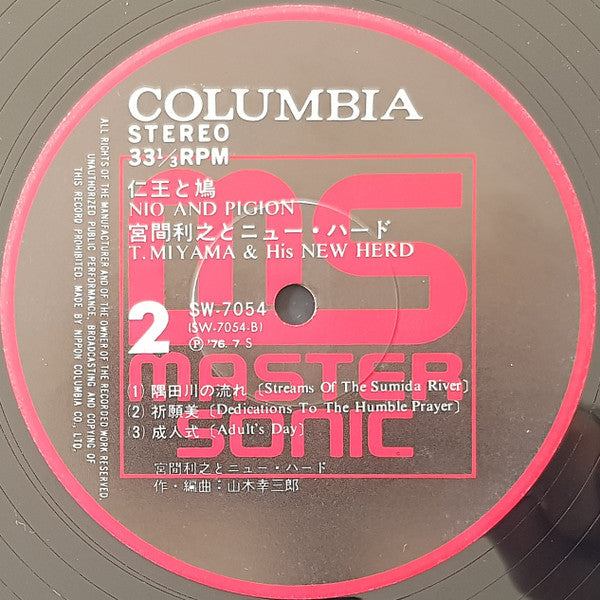 COLUMBIA
STEREO
33⅓RPM
仁王と鳩
NIO AND PIGION
宮間利之とニュー・ハード
T. MIYAMA & His NEW HERD
2
SW-7054
(SW-7054-B)
Ⓟ '76. 7. S
MS
MASTER
SONIC
(1) 隅田川の流れ 〔Streams Of The Sumida River〕
(2) 祈願美 〔Dedications To The Humble Prayer〕
(3) 成人式 〔Adult's Day〕
宮間利之とニュー・ハード
作・編曲：山木幸三郎
ALL RIGHTS OF THE MANUFACTURER AND OF THE OWNER OF THE RECORDED WORK RESERVED.
UNAUTHORIZED PUBLIC PERFORMANCE, BROADCASTING AND COPYING OF
THIS RECORD PROHIBITED. MADE BY NIPPON COLUMBIA CO., LTD.